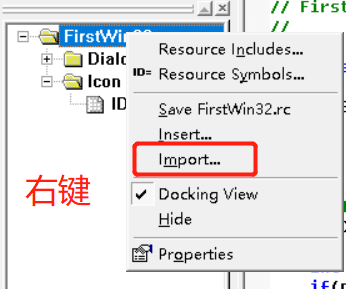 FirstWin32
Dialo
Icon
ID
Resource Includes...
ID= Resource Symbols...
Save FirstWin32.rc
Insert...
Import...
Docking View
Hide
Properties
右键
// First
//
if(